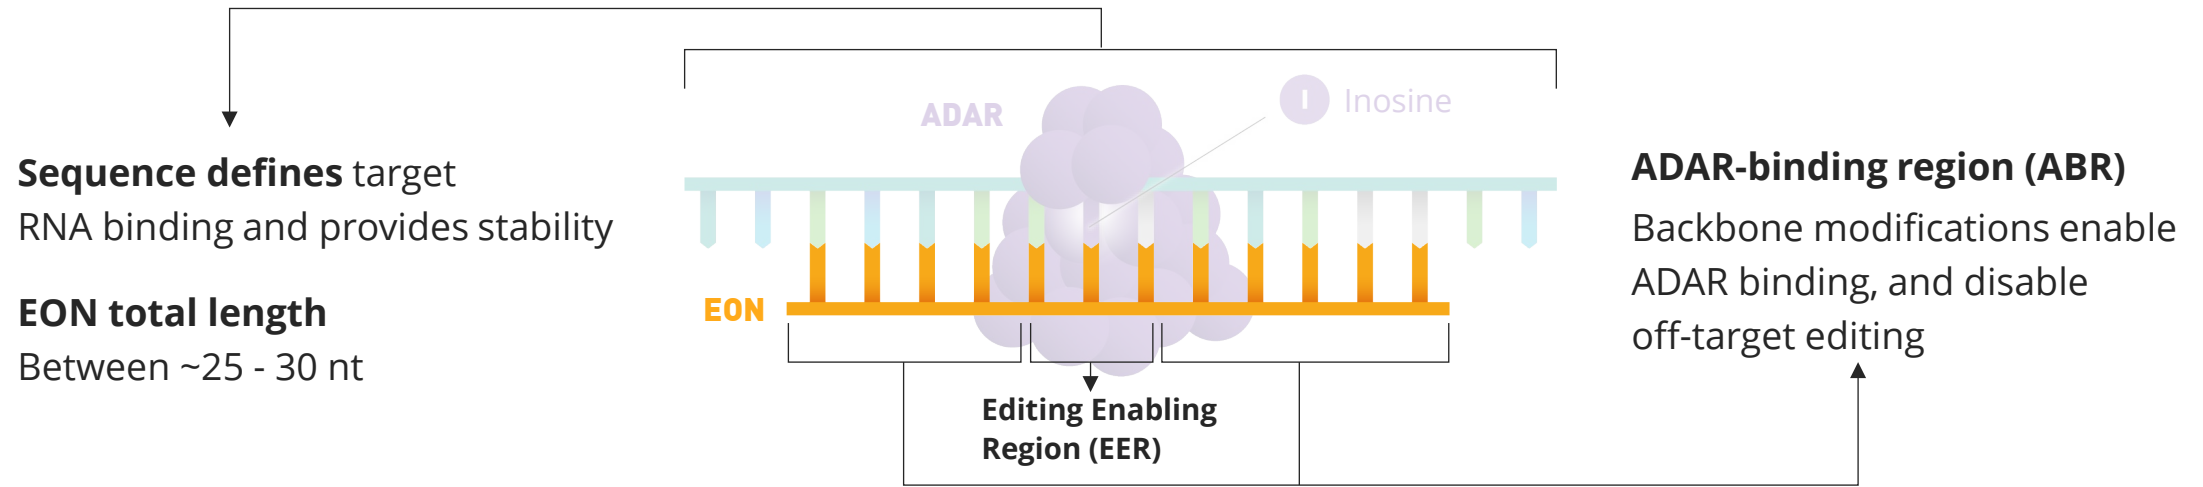 Sequence defines target
RNA binding and provides stability
EON total length
Between ~25 - 30 nt
ADAR
I Inosine
EON
Editing Enabling
Region (EER)
ADAR-binding region (ABR)
Backbone modifications enable
ADAR binding, and disable
off-target editing